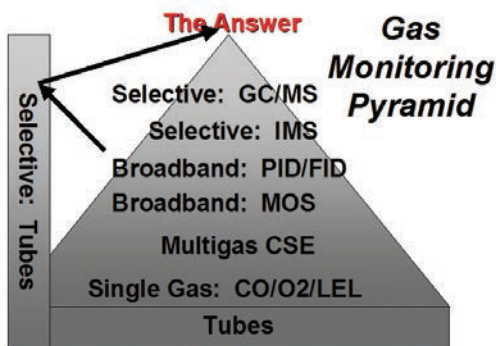 The Answer
Gas
Monitoring
Pyramid
Selective: GC/MS
Selective: IMS
Broadband: PID/FID
Broadband: MOS
Multigas CSE
Single Gas: CO/O2/LEL
Tubes
Selective: Tubes